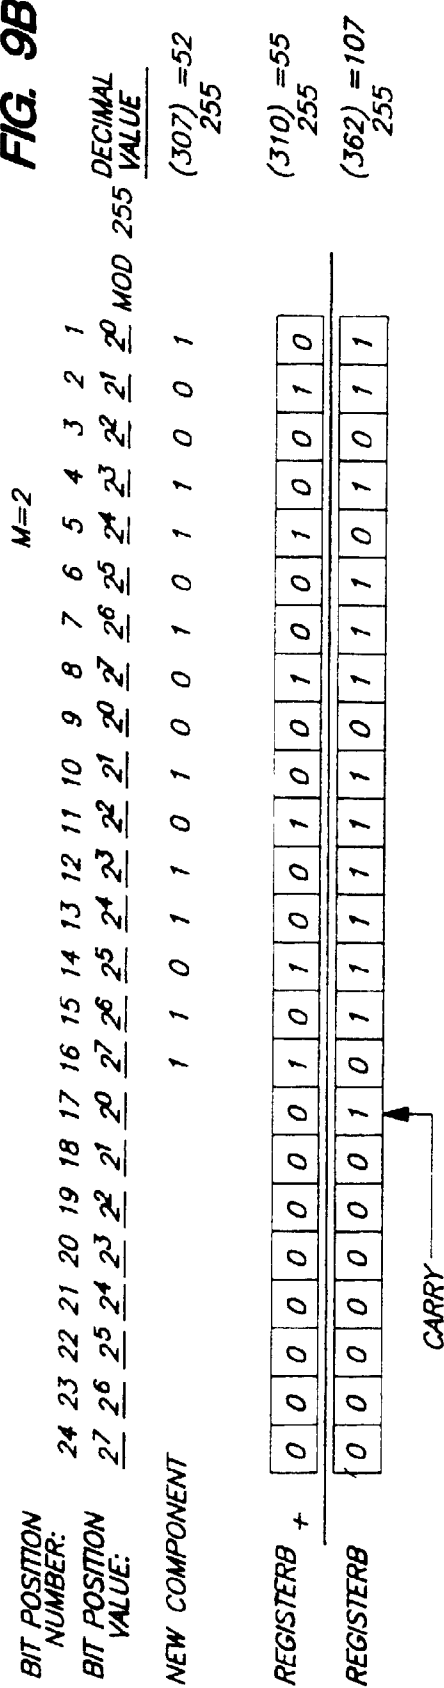 FIG. 9B
M=2
BIT POSITION NUMBER: 24 23 22 21 20 19 18 17 16 15 14 13 12 11 10 9 8 7 6 5 4 3 2 1
BIT POSITION VALUE: 2⁷ 2⁶ 2⁵ 2⁴ 2³ 2² 2¹ 2⁰ 2⁷ 2⁶ 2⁵ 2⁴ 2³ 2² 2¹ 2⁰ 2⁷ 2⁶ 2⁵ 2⁴ 2³ 2² 2¹ 2⁰ MOD 255 DECIMAL VALUE
NEW COMPONENT 1 1 0 1 1 0 1 0 0 1 0 1 1 0 0 1 (307)255 =52
REGISTERB + 0 0 0 0 0 0 0 0 1 0 1 0 0 1 0 0 1 0 0 1 0 0 1 0 (310)255 =55
REGISTERB 0 0 0 0 0 0 0 1 0 1 1 1 1 1 1 0 1 1 1 0 1 0 1 1 (362)255 =107
CARRY